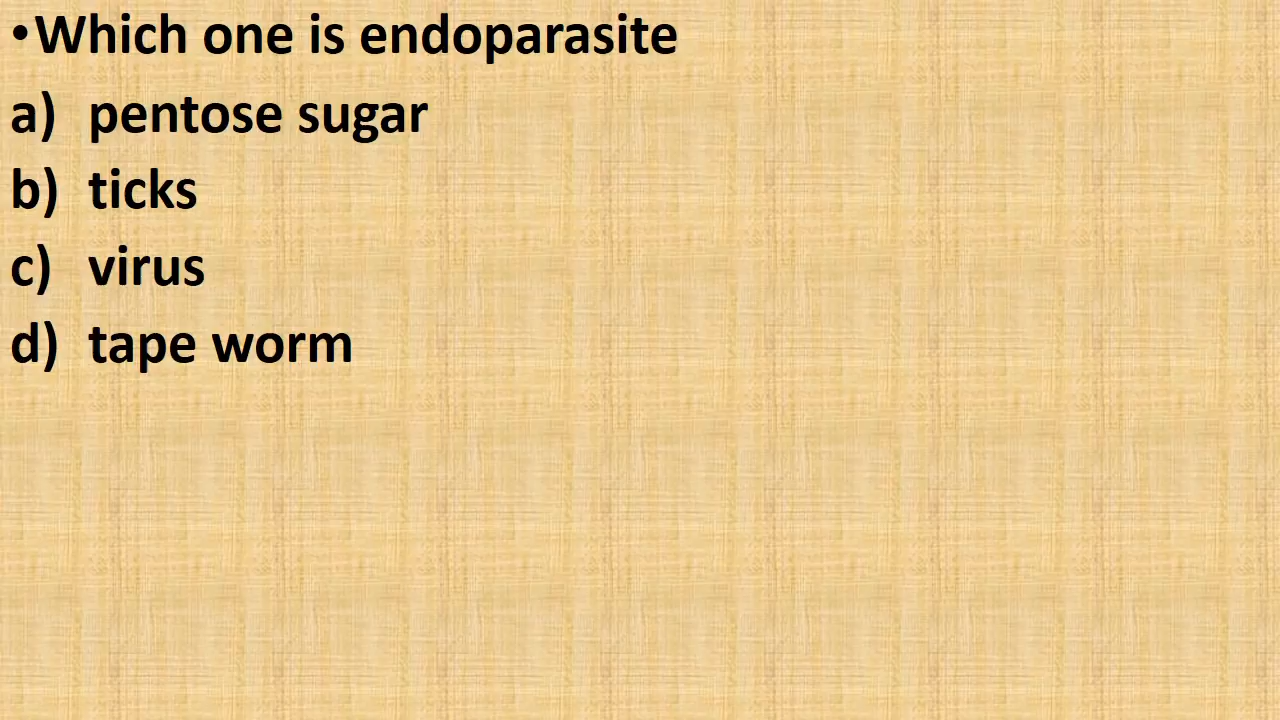 •Which one is endoparasite
a) pentose sugar
b) ticks
c) virus
d) tape worm